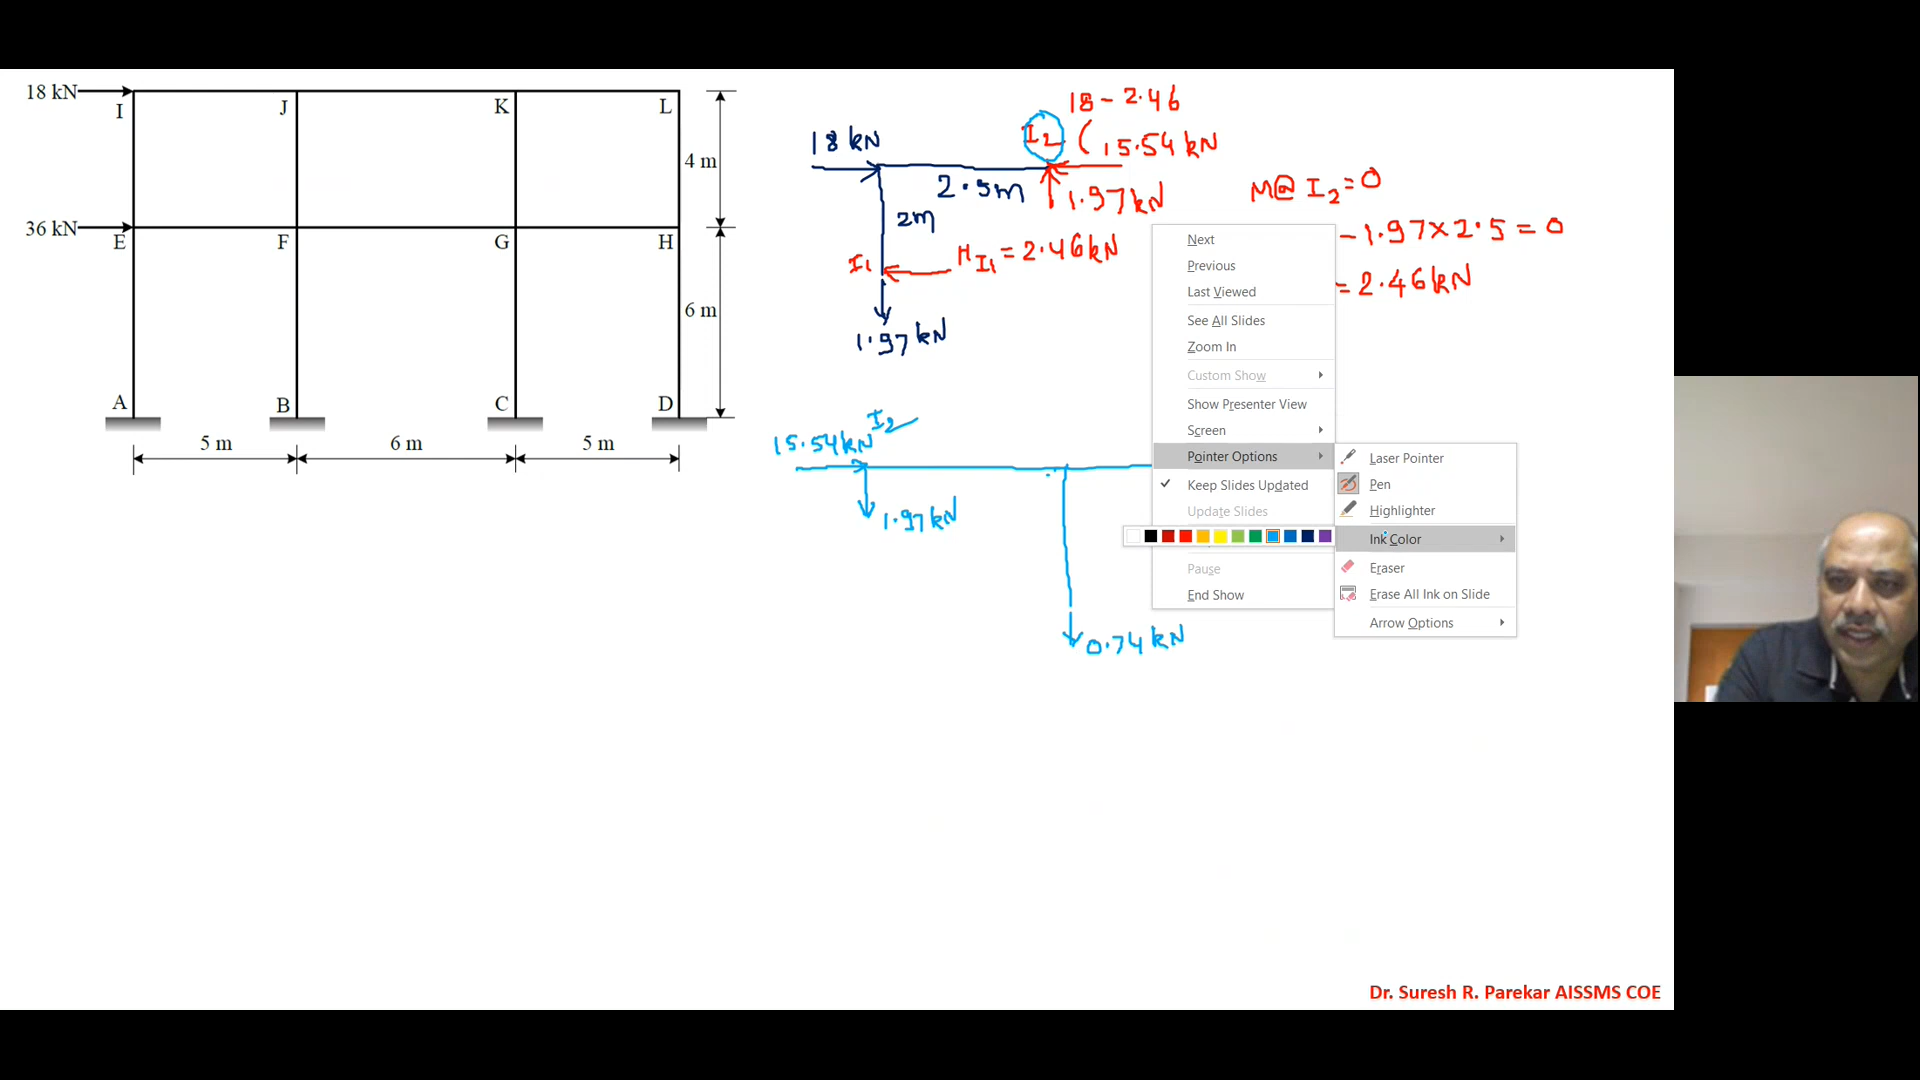 18 kN
I
J
K
L
4 m
36 kN
E
F
G
H
6 m
A
B
C
D
5 m
6 m
5 m
18 kN
I2
18 - 2.46
15.54 kN
2.5m
1.97 kN
2m
I1
HI1 = 2.46 kN
1.97 kN
M@ I2 = 0
- 1.97 × 2.5 = 0
= 2.46 kN
15.54 kN
I2
1.97 kN
0.74 kN
Next
Previous
Last Viewed
See All Slides
Zoom In
Custom Show
Show Presenter View
Screen
Pointer Options
Keep Slides Updated
Update Slides
Pause
End Show
Laser Pointer
Pen
Highlighter
Ink Color
Eraser
Erase All Ink on Slide
Arrow Options
Dr. Suresh R. Parekar AISSMS COE